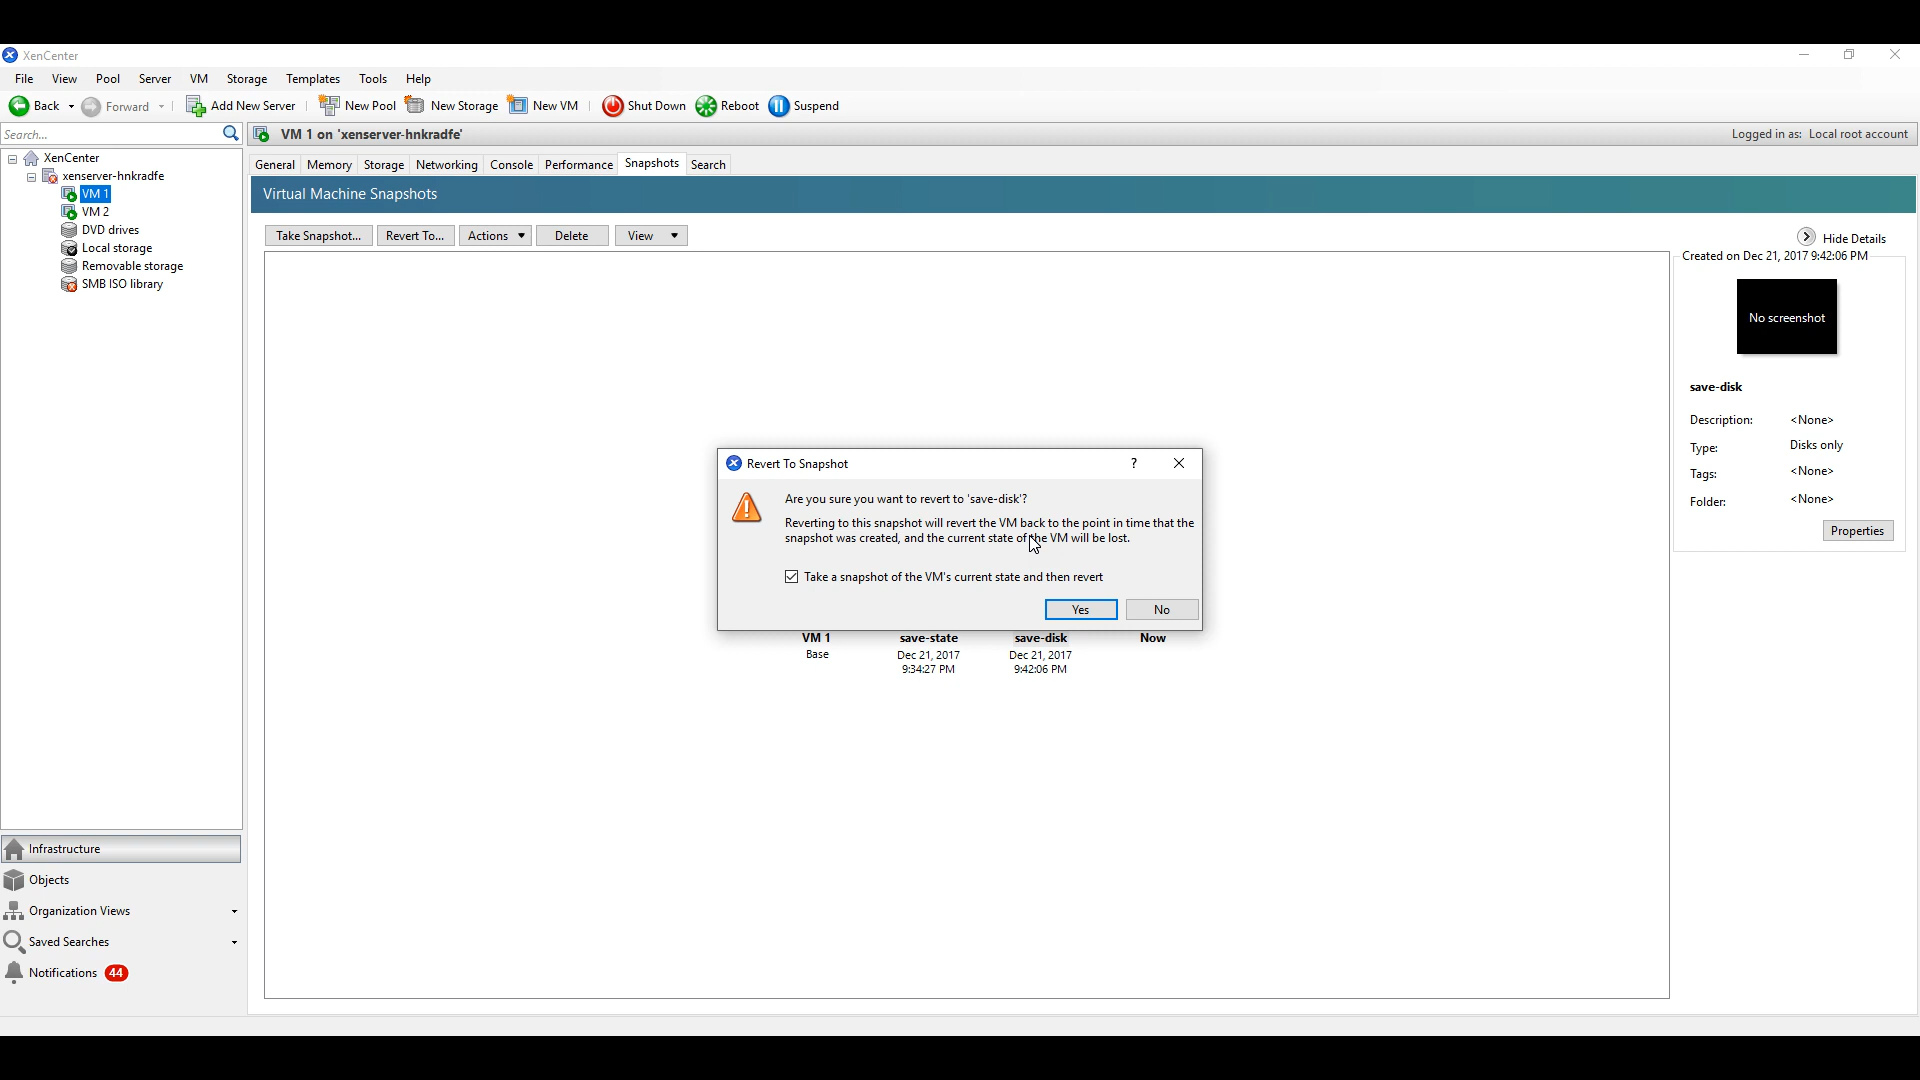 XenCenter
File View Pool Server VM Storage Templates Tools Help
Back Forward Add New Server New Pool New Storage New VM Shut Down Reboot Suspend
Search...
VM 1 on 'xenserver-hnkradfe'
Logged in as: Local root account
XenCenter
xenserver-hnkradfe
VM 1
VM 2
DVD drives
Local storage
Removable storage
SMB ISO library
General Memory Storage Networking Console Performance Snapshots Search
Virtual Machine Snapshots
Take Snapshot... Revert To... Actions Delete View
Hide Details
Created on Dec 21, 2017 9:42:06 PM
No screenshot
save-disk
Description: <None>
Type: Disks only
Tags: <None>
Folder: <None>
Properties
Revert To Snapshot ?
Are you sure you want to revert to 'save-disk'?
Reverting to this snapshot will revert the VM back to the point in time that the
snapshot was created, and the current state of the VM will be lost.
Take a snapshot of the VM's current state and then revert
Yes No
VM 1 save-state save-disk Now
Base Dec 21, 2017 Dec 21, 2017
9:34:27 PM 9:42:06 PM
Infrastructure
Objects
Organization Views
Saved Searches
Notifications 44